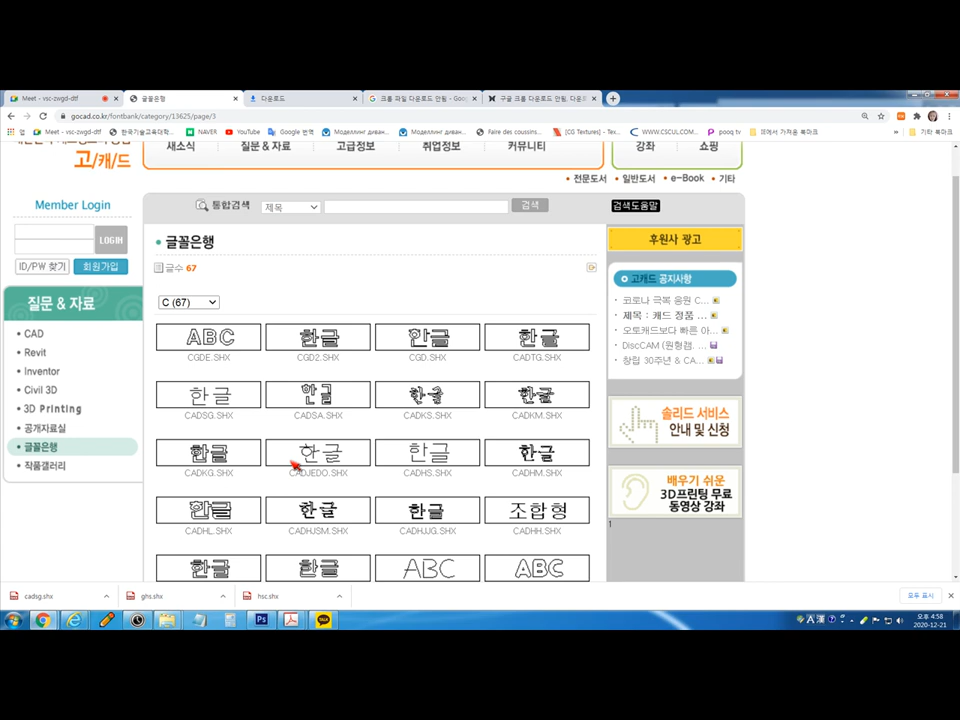 Meet - vsc-zwgd-dtf
글꼴은행
다운로드
크롬 파일 다운로드 안됨 - Goo
구글 크롬 다운로드 안됨, 다운로
gocad.co.kr/fontbank/category/13625/page/3
앱
Meet - vsc-zwgd-dtf
한국기술교육대학...
NAVER
YouTube
Google 번역
Моделлинг диван...
Моделлинг диван...
Faire des coussins...
[CG Textures] - Tex...
WWW.CSCUL.COM...
pooq tv
기타 북마크
고/캐/드
새소식
질문 & 자료
고급정보
취업정보
커뮤니티
강좌
쇼핑
• 전문도서 • 일반도서 • e-Book • 기타
Member Login
LOGIN
ID/PW 찾기
회원가입
통합검색
제목
검색
검색도움말
질문 & 자료
• CAD
• Revit
• Inventor
• Civil 3D
• 3D Printing
• 공개자료실
• 글꼴은행
• 작품갤러리
• 글꼴은행
글수 67
C (67)
ABC
한글
한글
한글
CGDE.SHX
CGD2.SHX
CGD.SHX
CADTG.SHX
한글
한글
한글
한글
CADSG.SHX
CADSA.SHX
CADKS.SHX
CADKM.SHX
한글
한글
한글
한글
CADKG.SHX
CADJEDO.SHX
CADHS.SHX
CADHM.SHX
한글
한글
한글
조합형
CADHL.SHX
CADHJSM.SHX
CADHJJG.SHX
CADHH.SHX
한글
한글
ABC
ABC
후원사 광고
고캐드 공지사항
• 코로나 극복 응원 C...
• 제목 : 캐드 정품 ...
• 오토캐드보다 빠른 아...
• DiscCAM (원형캠. ...
• 창립 30주년 & CA...
솔리드 서비스
안내 및 신청
배우기 쉬운
3D프린팅 무료
동영상 강좌
1
cadsg.shx
ghs.shx
hsc.shx
모두 표시
Ps
TALK
A 漢
오후 4:58
2020-12-21